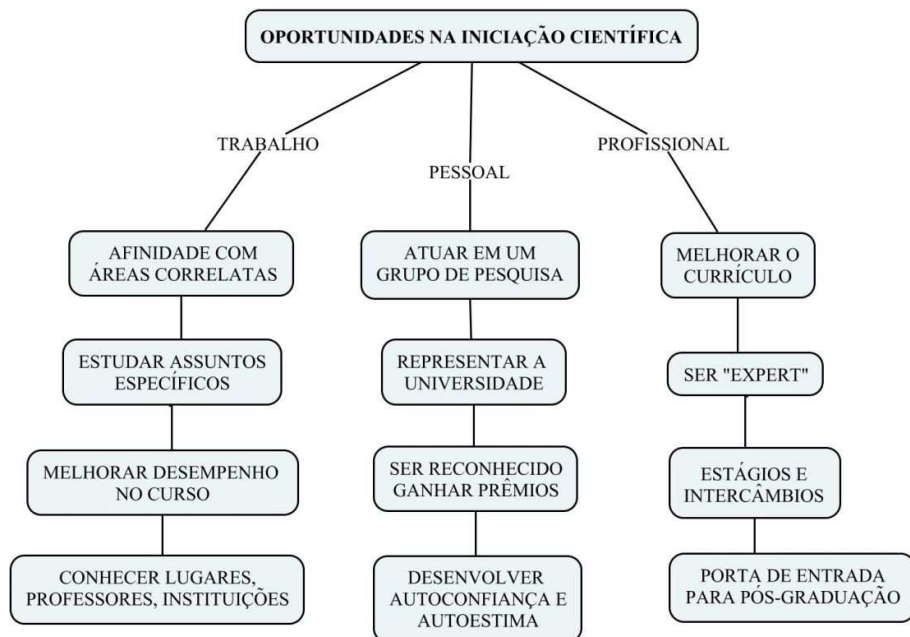 OPORTUNIDADES NA INICIAÇÃO CIENTÍFICA
TRABALHO
PESSOAL
PROFISSIONAL
AFINIDADE COM
ÁREAS CORRELATAS
ESTUDAR ASSUNTOS
ESPECÍFICOS
MELHORAR DESEMPENHO
NO CURSO
CONHECER LUGARES,
PROFESSORES, INSTITUIÇÕES
ATUAR EM UM
GRUPO DE PESQUISA
REPRESENTAR A
UNIVERSIDADE
SER RECONHECIDO
GANHAR PRÊMIOS
DESENVOLVER
AUTOCONFIANÇA E
AUTOESTIMA
MELHORAR O
CURRÍCULO
SER "EXPERT"
ESTÁGIOS E
INTERCÂMBIOS
PORTA DE ENTRADA
PARA PÓS-GRADUAÇÃO